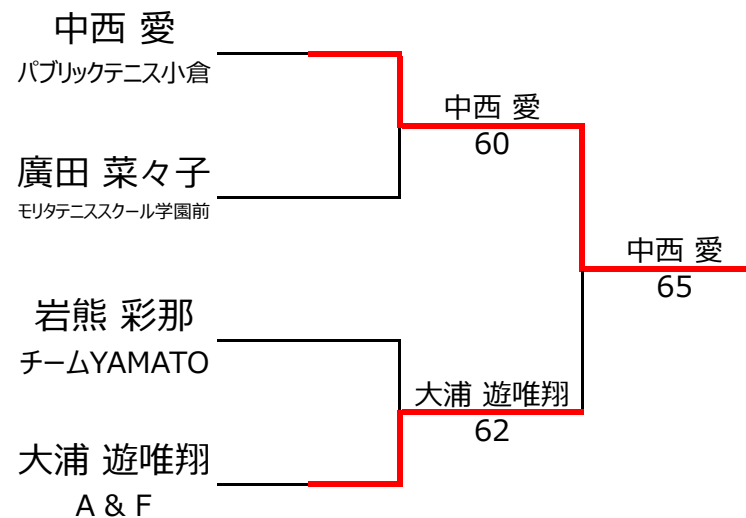 中西 愛
パブリックテニス小倉
廣田 菜々子
モリタテニススクール学園前
岩熊 彩那
チームYAMATO
大浦 遊唯翔
A & F
中西 愛
60
大浦 遊唯翔
62
中西 愛
65